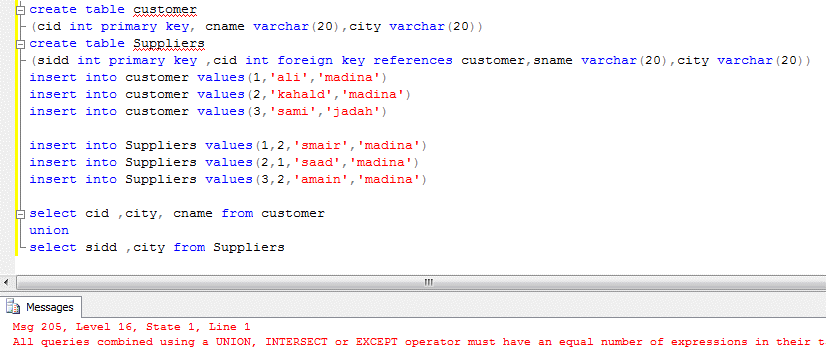 create table customer
(cid int primary key, cname varchar(20),city varchar(20))
create table Suppliers
(sidd int primary key ,cid int foreign key references customer,sname varchar(20),city varchar(20))
insert into customer values(1,'ali','madina')
insert into customer values(2,'kahald','madina')
insert into customer values(3,'sami','jadah')
insert into Suppliers values(1,2,'smair','madina')
insert into Suppliers values(2,1,'saad','madina')
insert into Suppliers values(3,2,'amain','madina')
select cid ,city, cname from customer
union
select sidd ,city from Suppliers
Messages
Msg 205, Level 16, State 1, Line 1
All queries combined using a UNION, INTERSECT or EXCEPT operator must have an equal number of expressions in their t